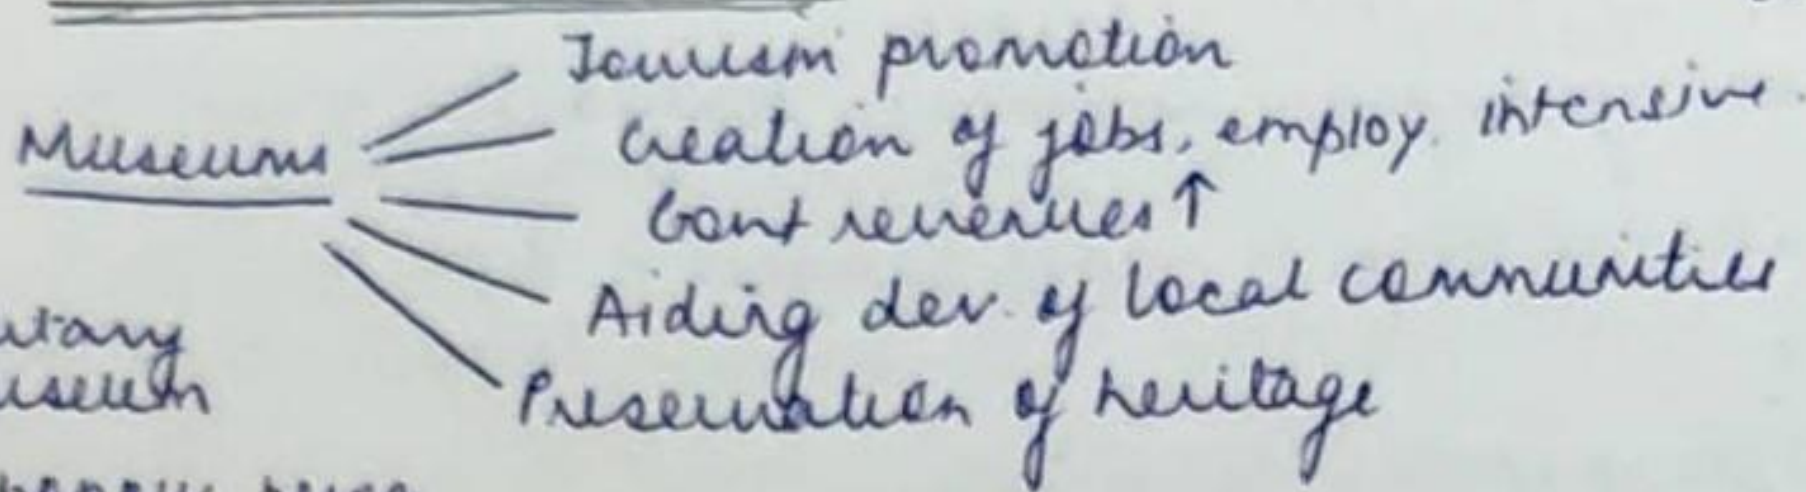 Tourism promotion
Creation of jobs, employ. intensive
Museums
Govt revenues ↑
Aiding dev. of local communities
Preservation of heritage